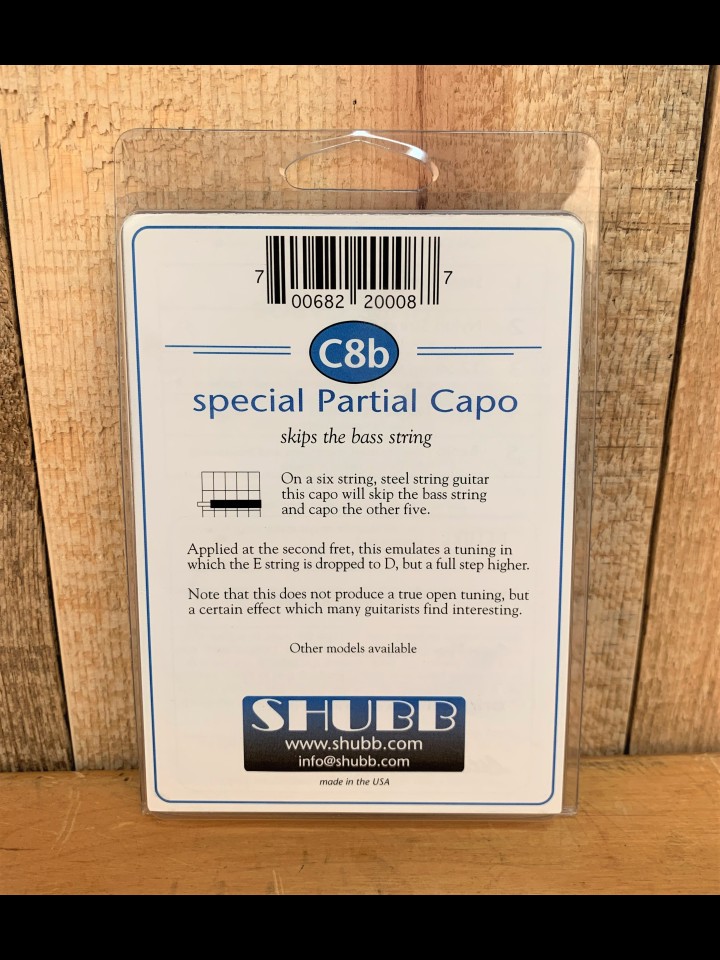 7 00682 20008 7
C8b
special Partial Capo
skips the bass string
On a six string, steel string guitar
this capo will skip the bass string
and capo the other five.
Applied at the second fret, this emulates a tuning in
which the E string is dropped to D, but a full step higher.
Note that this does not produce a true open tuning, but
a certain effect which many guitarists find interesting.
Other models available
SHUBB
www.shubb.com
info@shubb.com
made in the USA